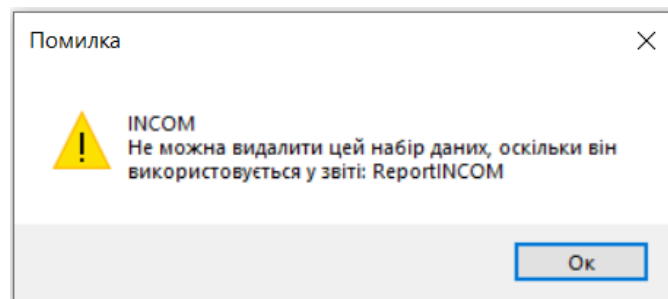 Помилка
INCOM
Не можна видалити цей набір даних, оскільки він
використовується у звіті: ReportINCOM
Ок